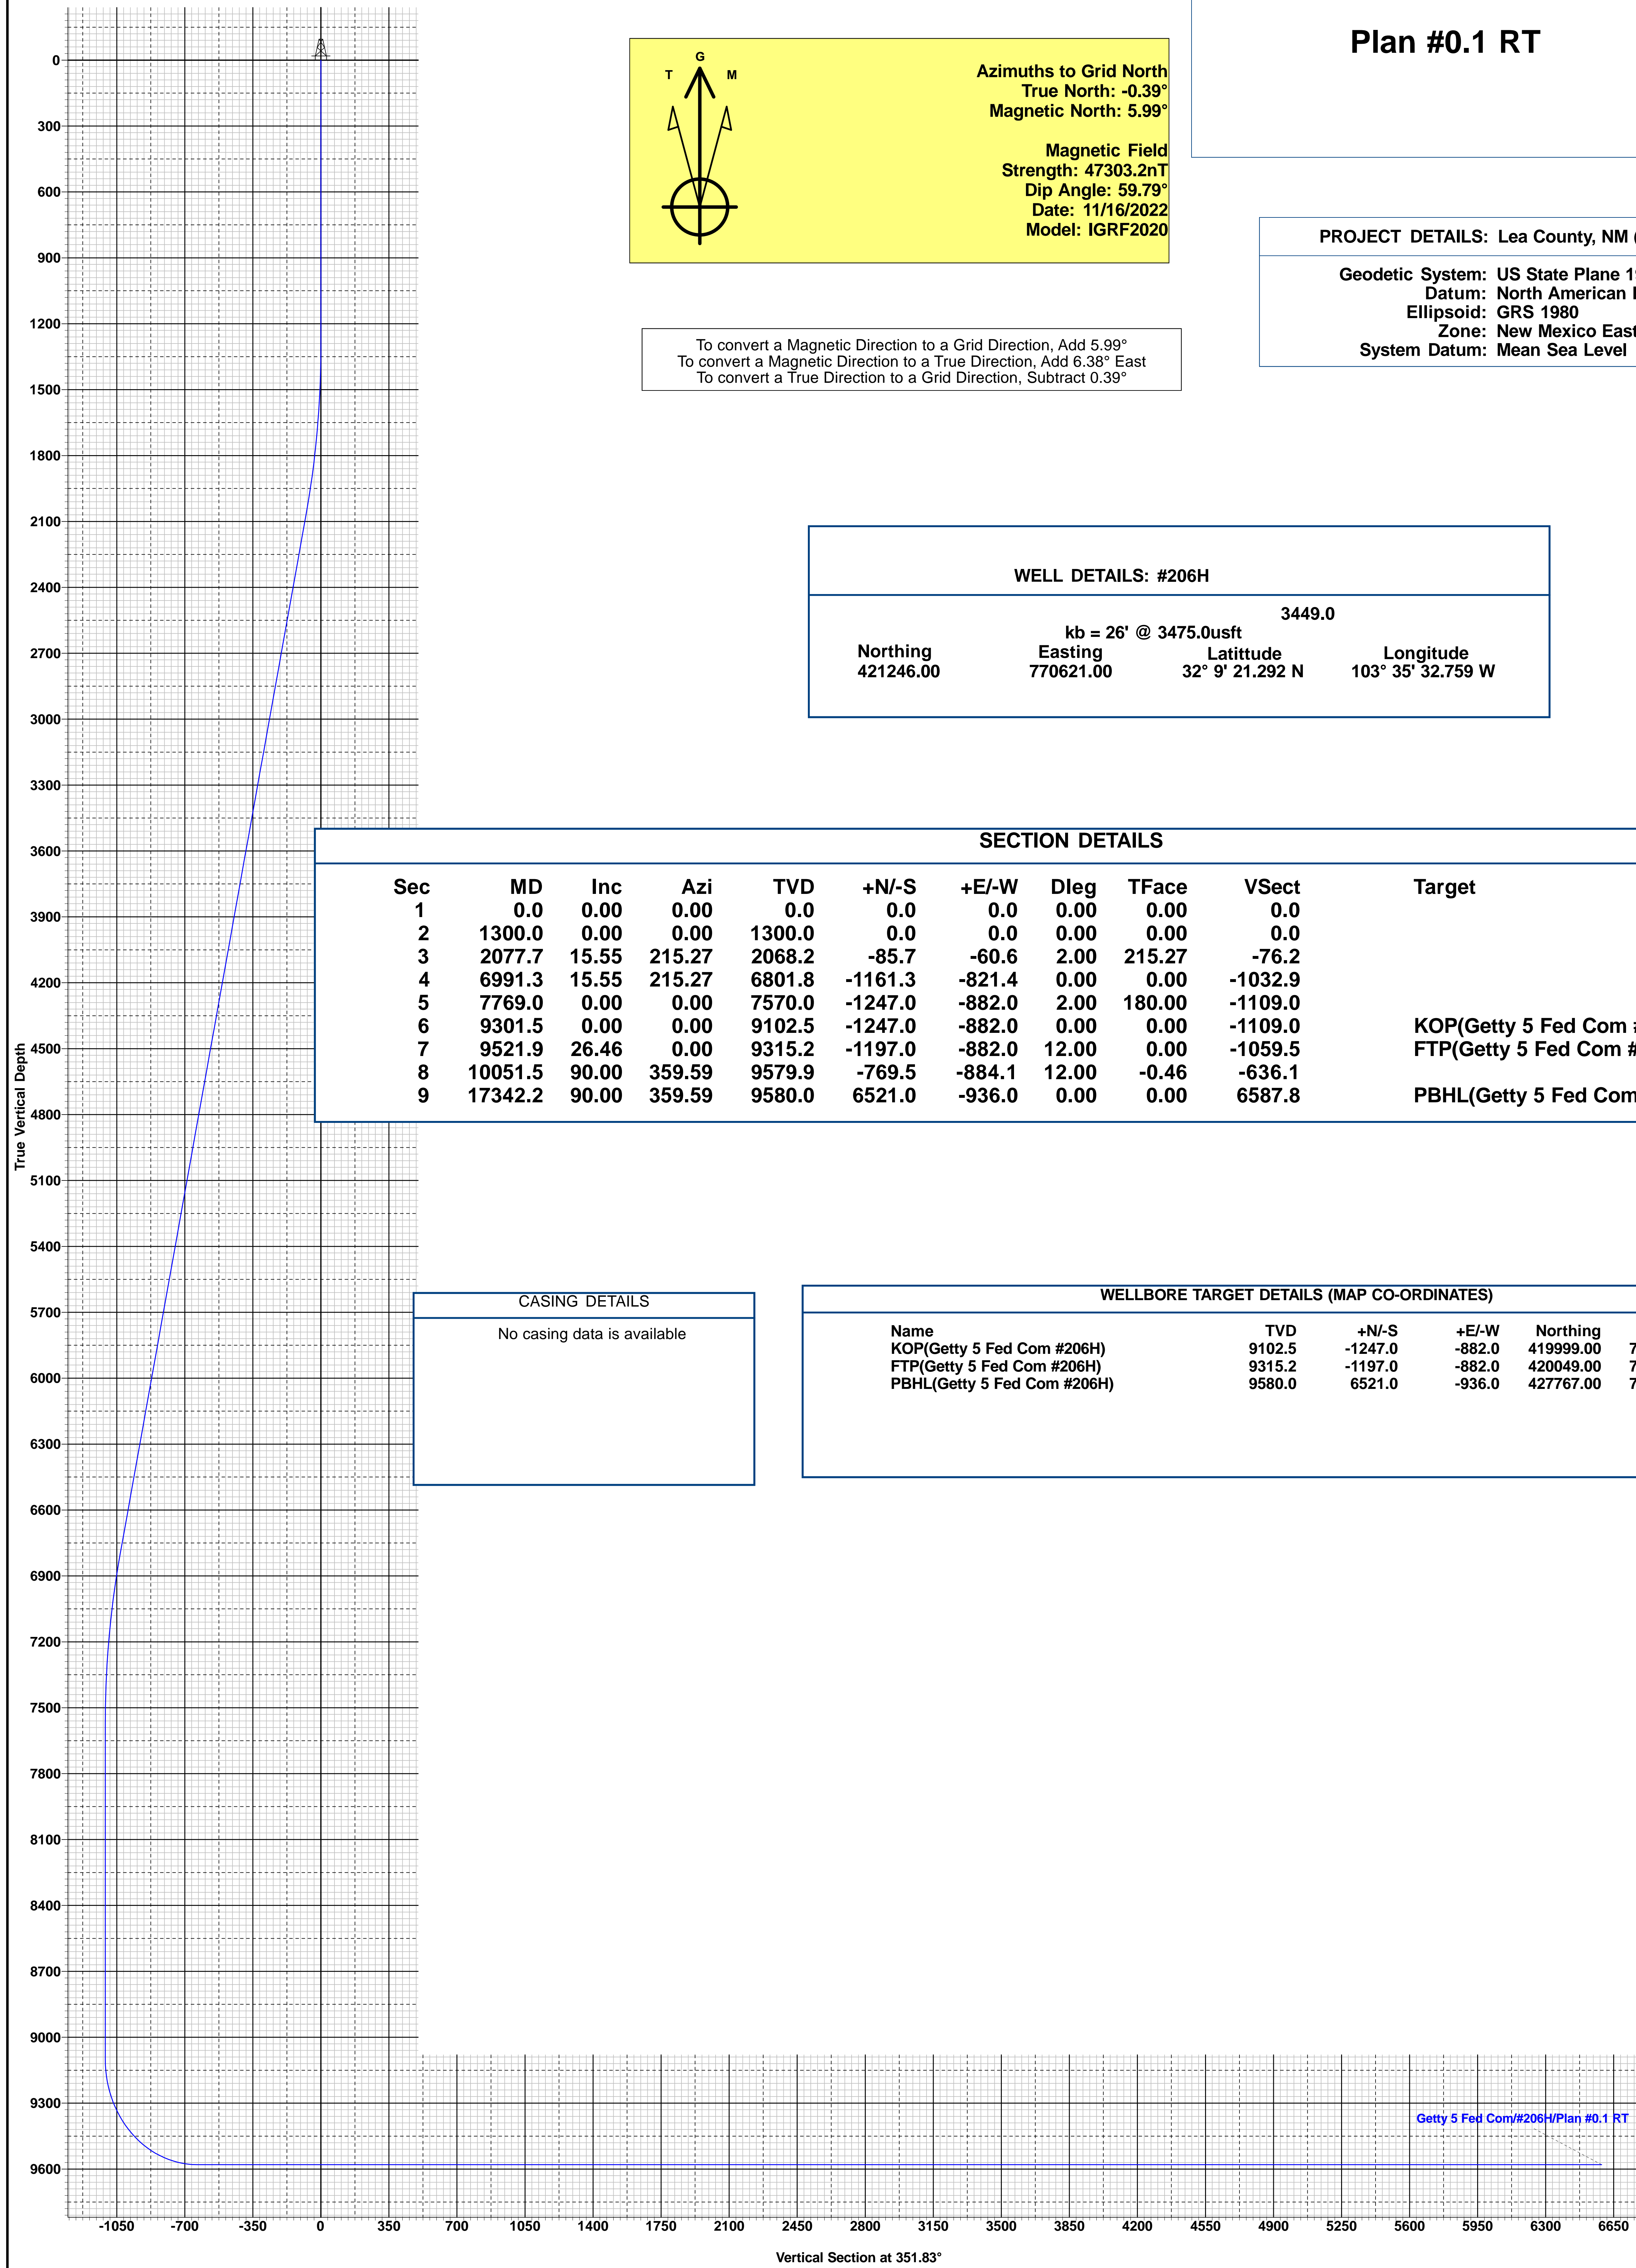 Plan #0.1 RT
G
T M
Azimuths to Grid North
True North: -0.39°
Magnetic North: 5.99°
Magnetic Field
Strength: 47303.2nT
Dip Angle: 59.79°
Date: 11/16/2022
Model: IGRF2020
PROJECT DETAILS: Lea County, NM (
Geodetic System: US State Plane 1
Datum: North American
Ellipsoid: GRS 1980
Zone: New Mexico East
System Datum: Mean Sea Level
To convert a Magnetic Direction to a Grid Direction, Add 5.99°
To convert a Magnetic Direction to a True Direction, Add 6.38° East
To convert a True Direction to a Grid Direction, Subtract 0.39°
WELL DETAILS: #206H
3449.0
kb = 26' @ 3475.0usft
Northing Easting Latittude Longitude
421246.00 770621.00 32° 9' 21.292 N 103° 35' 32.759 W
SECTION DETAILS
Sec MD Inc Azi TVD +N/-S +E/-W Dleg TFace VSect Target
1 0.0 0.00 0.00 0.0 0.0 0.0 0.00 0.00 0.0
2 1300.0 0.00 0.00 1300.0 0.0 0.0 0.00 0.00 0.0
3 2077.7 15.55 215.27 2068.2 -85.7 -60.6 2.00 215.27 -76.2
4 6991.3 15.55 215.27 6801.8 -1161.3 -821.4 0.00 0.00 -1032.9
5 7769.0 0.00 0.00 7570.0 -1247.0 -882.0 2.00 180.00 -1109.0
6 9301.5 0.00 0.00 9102.5 -1247.0 -882.0 0.00 0.00 -1109.0 KOP(Getty 5 Fed Com #
7 9521.9 26.46 0.00 9315.2 -1197.0 -882.0 12.00 0.00 -1059.5 FTP(Getty 5 Fed Com #
8 10051.5 90.00 359.59 9579.9 -769.5 -884.1 12.00 -0.46 -636.1
9 17342.2 90.00 359.59 9580.0 6521.0 -936.0 0.00 0.00 6587.8 PBHL(Getty 5 Fed Com
CASING DETAILS
No casing data is available
WELLBORE TARGET DETAILS (MAP CO-ORDINATES)
Name TVD +N/-S +E/-W Northing
KOP(Getty 5 Fed Com #206H) 9102.5 -1247.0 -882.0 419999.00 7
FTP(Getty 5 Fed Com #206H) 9315.2 -1197.0 -882.0 420049.00 7
PBHL(Getty 5 Fed Com #206H) 9580.0 6521.0 -936.0 427767.00 7
True Vertical Depth
0
300
600
900
1200
1500
1800
2100
2400
2700
3000
3300
3600
3900
4200
4500
4800
5100
5400
5700
6000
6300
6600
6900
7200
7500
7800
8100
8400
8700
9000
9300
9600
Getty 5 Fed Com/#206H/Plan #0.1 RT
-1050 -700 -350 0 350 700 1050 1400 1750 2100 2450 2800 3150 3500 3850 4200 4550 4900 5250 5600 5950 6300 6650
Vertical Section at 351.83°